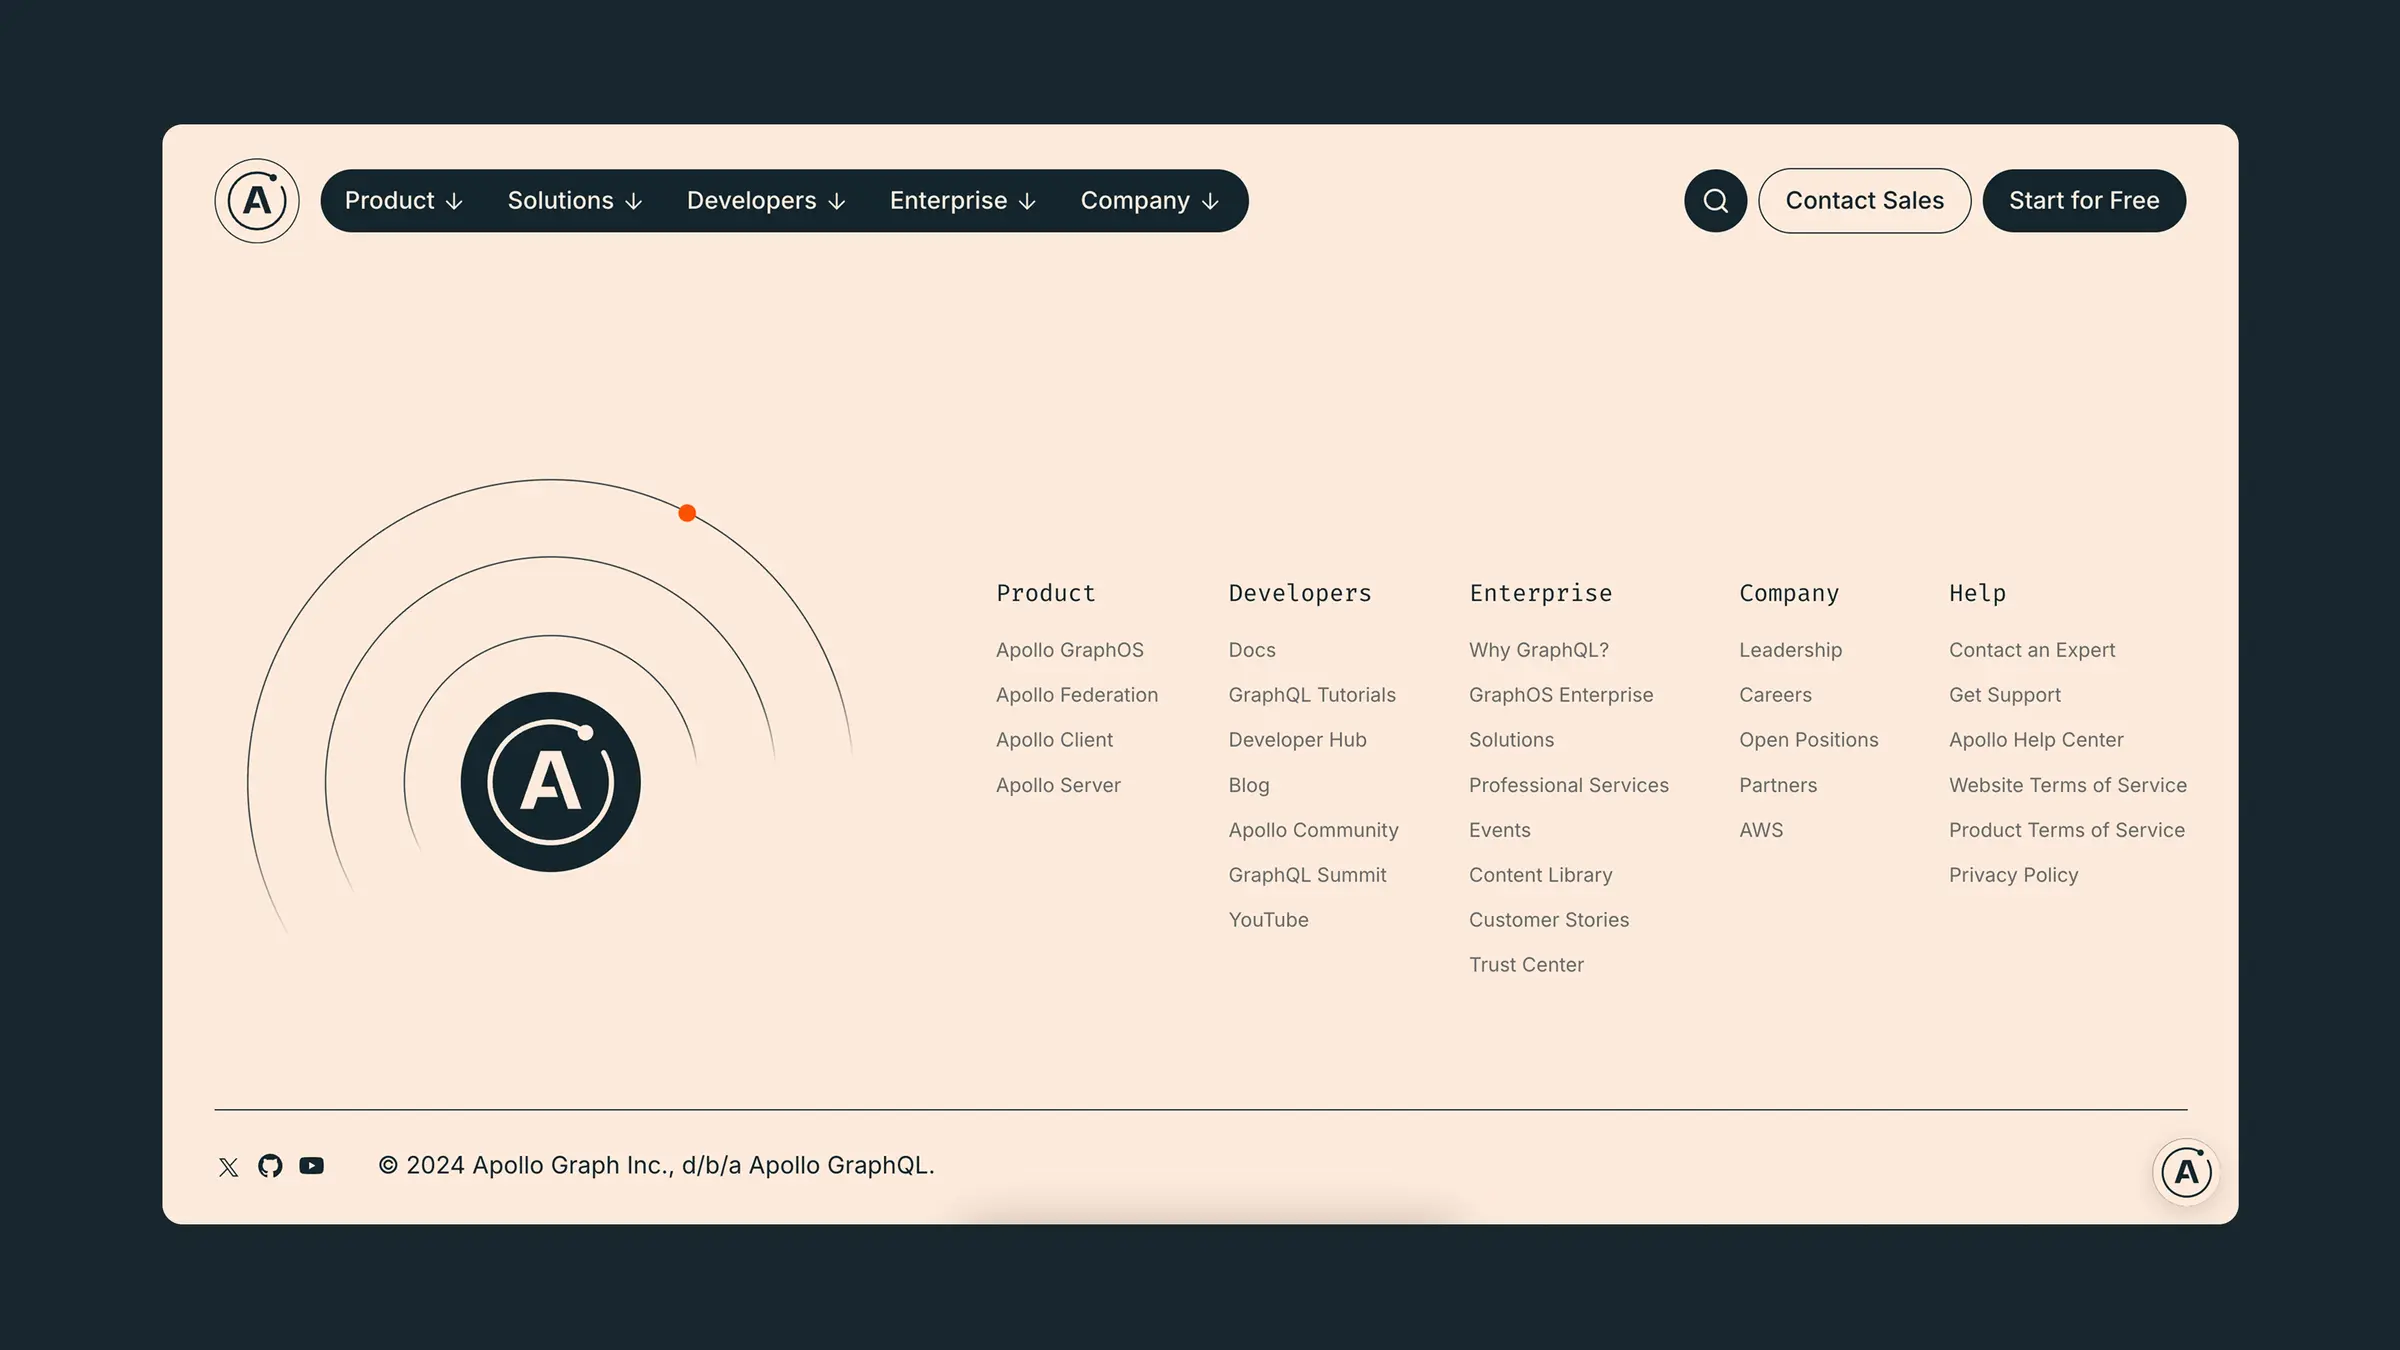 A
Product ↓ Solutions ↓ Developers ↓ Enterprise ↓ Company ↓
Contact Sales
Start for Free
A
Product
Apollo GraphOS
Apollo Federation
Apollo Client
Apollo Server
Developers
Docs
GraphQL Tutorials
Developer Hub
Blog
Apollo Community
GraphQL Summit
YouTube
Enterprise
Why GraphQL?
GraphOS Enterprise
Solutions
Professional Services
Events
Content Library
Customer Stories
Trust Center
Company
Leadership
Careers
Open Positions
Partners
AWS
Help
Contact an Expert
Get Support
Apollo Help Center
Website Terms of Service
Product Terms of Service
Privacy Policy
© 2024 Apollo Graph Inc., d/b/a Apollo GraphQL.
A